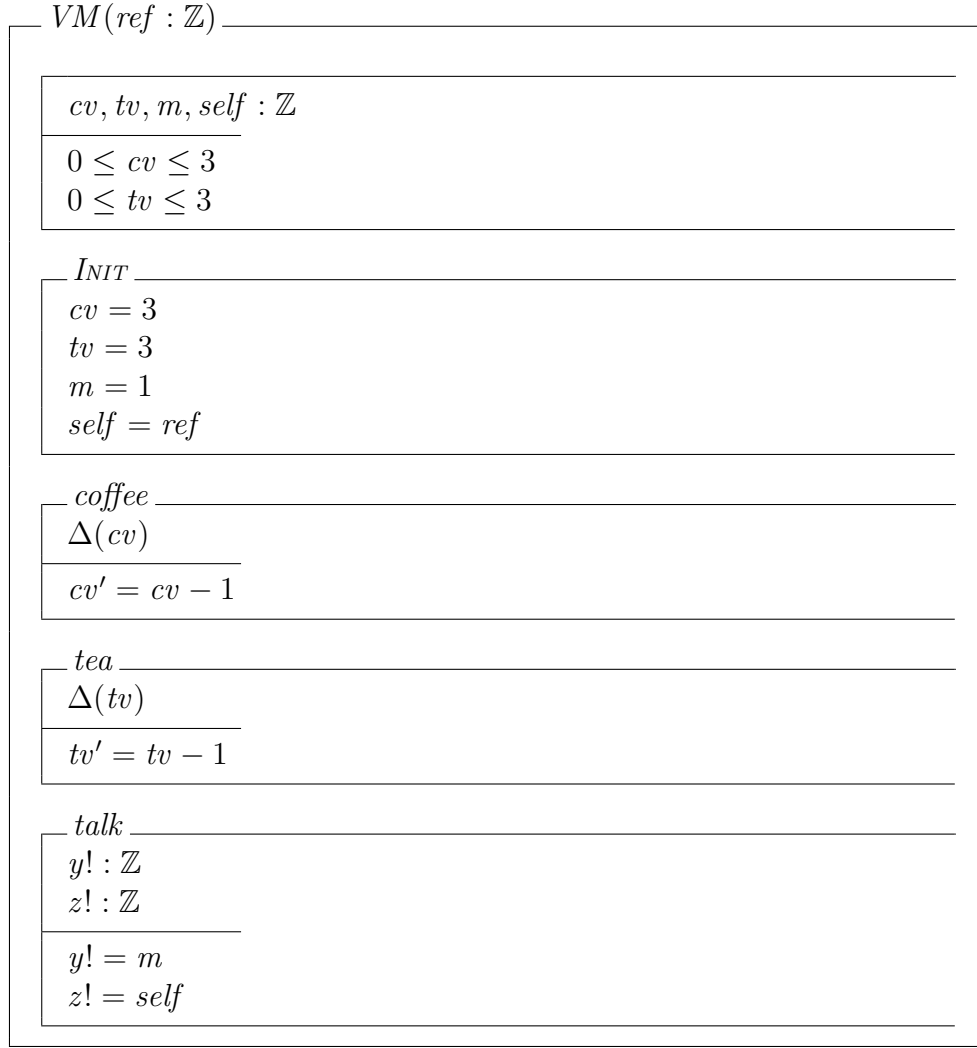 VM(ref : ℤ)
cv, tv, m, self : ℤ
0 ≤ cv ≤ 3
0 ≤ tv ≤ 3
INIT
cv = 3
tv = 3
m = 1
self = ref
coffee
Δ(cv)
cv′ = cv − 1
tea
Δ(tv)
tv′ = tv − 1
talk
y! : ℤ
z! : ℤ
y! = m
z! = self